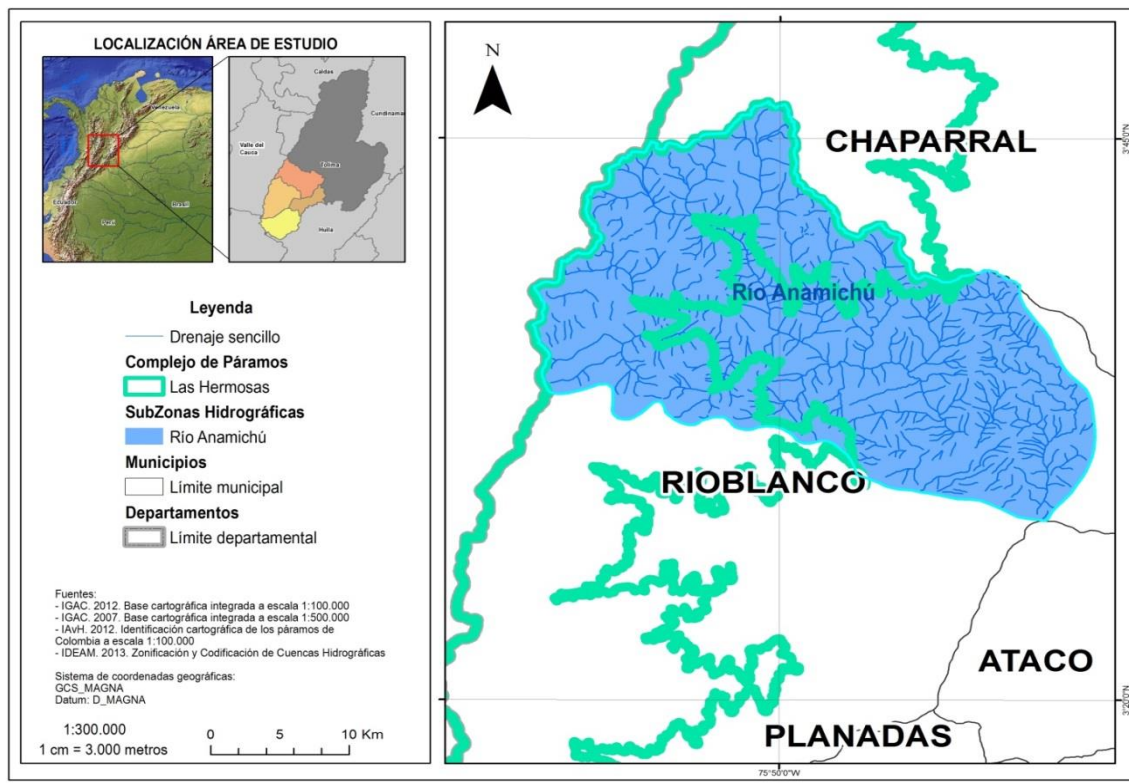 LOCALIZACIÓN ÁREA DE ESTUDIO
Venezuela
Ecuador
Perú
Brasil
Caldas
Cundinama
Valle del
Cauca
Tolima
Huila
Leyenda
Drenaje sencillo
Complejo de Páramos
Las Hermosas
SubZonas Hidrográficas
Río Anamichú
Municipios
Límite municipal
Departamentos
Límite departamental
Fuentes:
- IGAC. 2012. Base cartográfica integrada a escala 1:100.000
- IGAC. 2007. Base cartográfica integrada a escala 1:500.000
- IAvH. 2012. Identificación cartográfica de los páramos de
Colombia a escala 1:100.000
- IDEAM. 2013. Zonificación y Codificación de Cuencas Hidrográficas
Sistema de coordenadas geográficas:
GCS_MAGNA
Datum: D_MAGNA
1:300.000
1 cm = 3.000 metros
0 5 10 Km
N
CHAPARRAL
3°45'0"N
Río Anamichú
RIOBLANCO
ATACO
3°20'0"N
PLANADAS
75°50'0"W